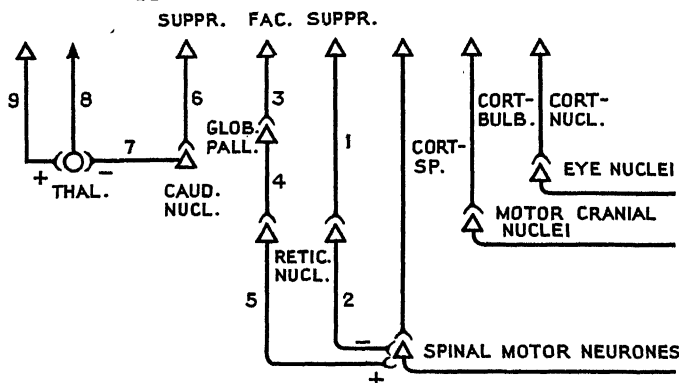 SUPPR. FAC. SUPPR.
9
8
6
3
1
CORT-
BULB.
CORT-
NUCL.
GLOB.
PALL.
7
CORT-
SP.
+
-
THAL.
CAUD.
NUCL.
4
EYE NUCLEI
MOTOR CRANIAL
NUCLEI
RETIC.
NUCL.
5
2
-
+
SPINAL MOTOR NEURONES